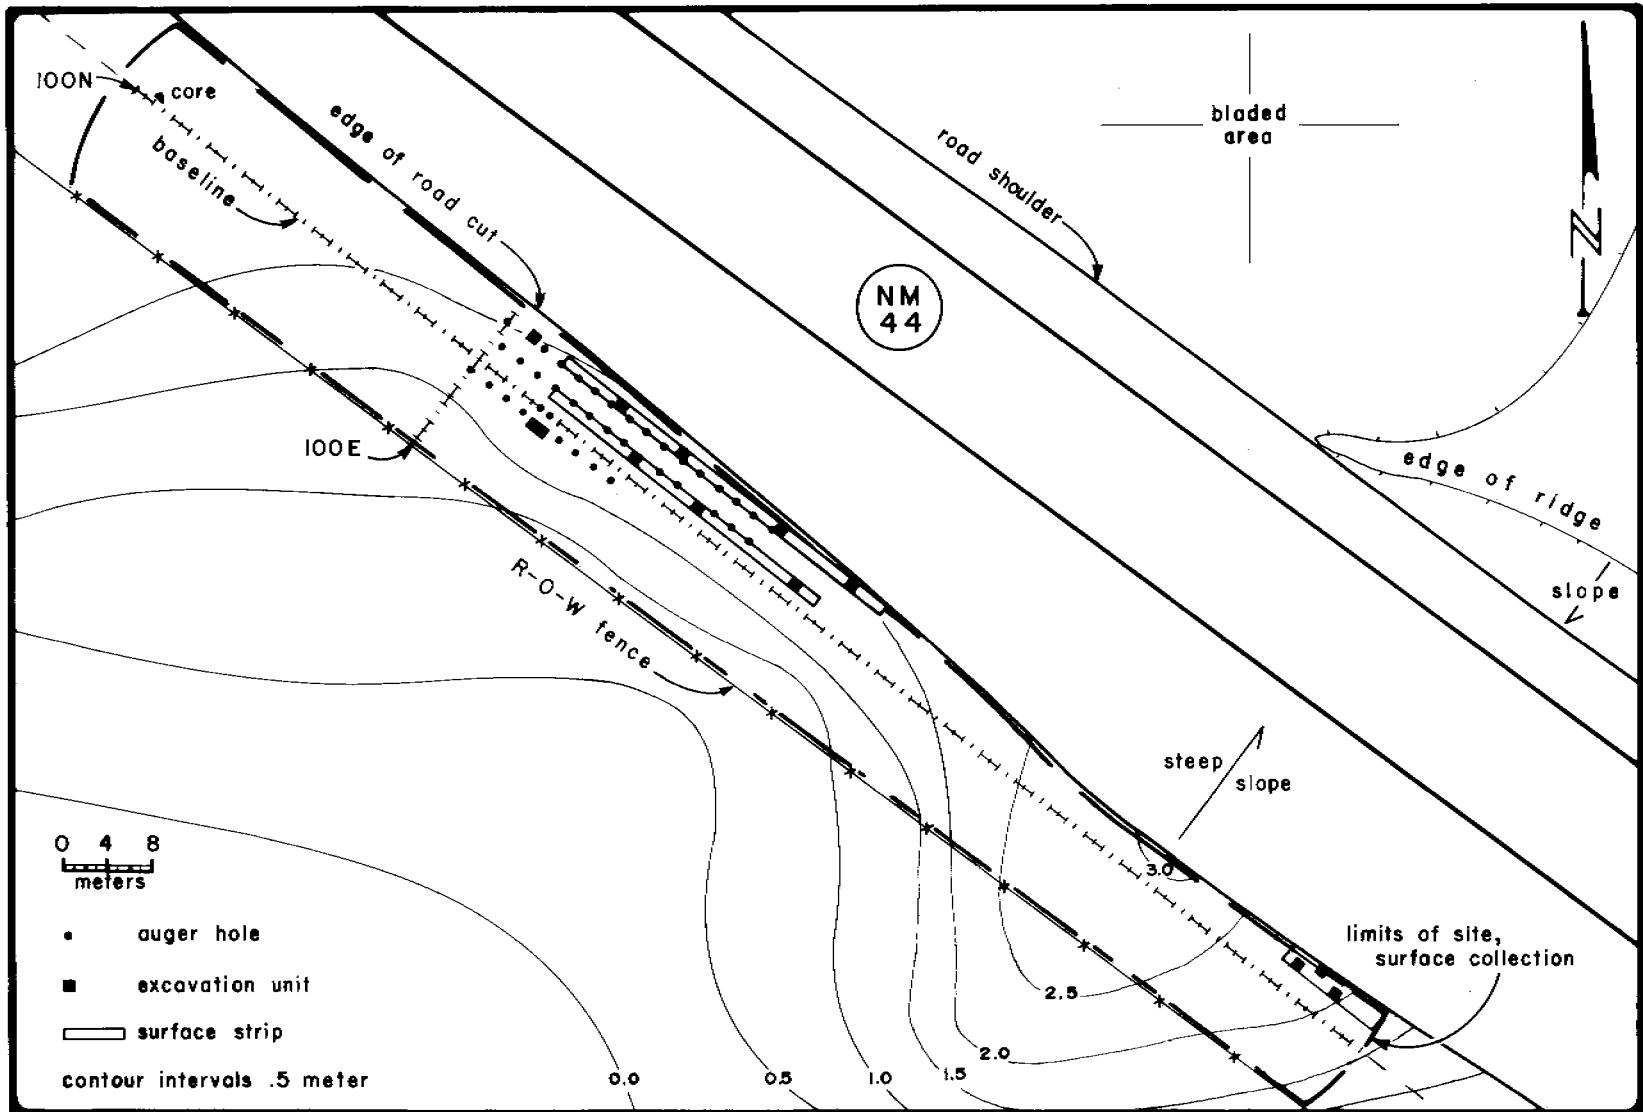 100N
core
baseline
edge of road cut
road shoulder
bladed
area
N
NM
44
100E
R-O-W fence
edge of ridge
slope
steep
slope
3.0
limits of site,
surface collection
2.5
2.0
1.5
1.0
0.5
0.0
0 4 8
meters
auger hole
excavation unit
surface strip
contour intervals .5 meter